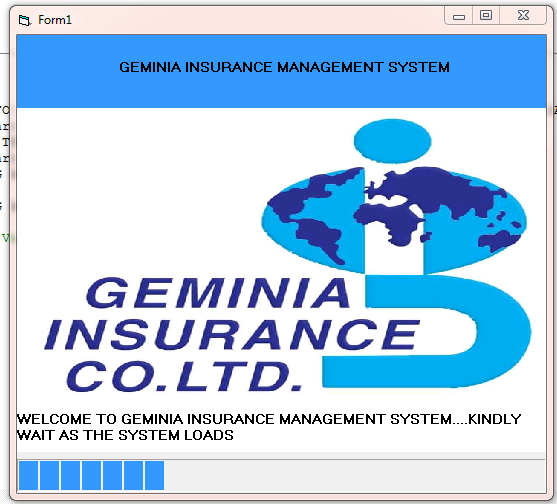 Form1
GEMINIA INSURANCE MANAGEMENT SYSTEM
GEMINIA
INSURANCE
CO.LTD.
WELCOME TO GEMINIA INSURANCE MANAGEMENT SYSTEM....KINDLY
WAIT AS THE SYSTEM LOADS